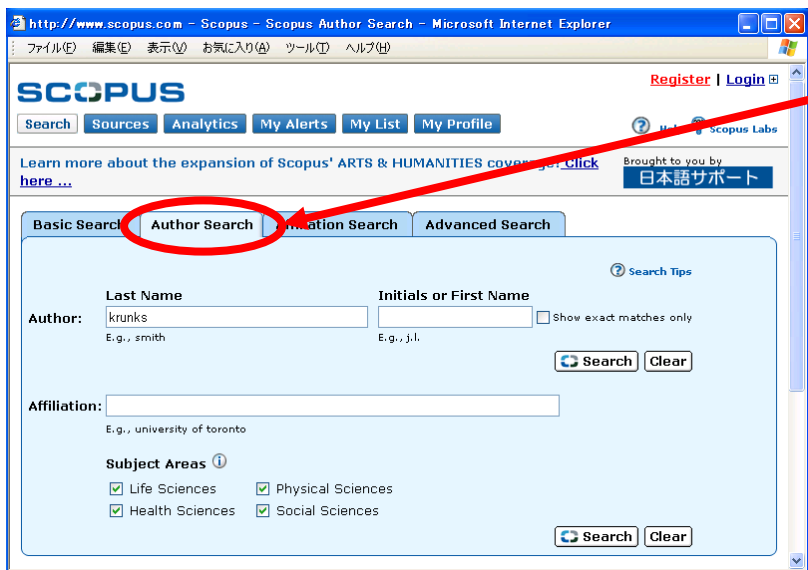 http://www.scopus.com - Scopus - Scopus Author Search - Microsoft Internet Explorer
ファイル(F) 編集(E) 表示(V) お気に入り(A) ツール(T) ヘルプ(H)
Register | Login
SCOPUS
Search Sources Analytics My Alerts My List My Profile Scopus Labs
Learn more about the expansion of Scopus' ARTS & HUMANITIES coverage. Click
here ...
Brought to you by
日本語サポート
Basic Search Author Search Affiliation Search Advanced Search
Search Tips
Last Name Initials or First Name
Author: krunks Show exact matches only
E.g., smith E.g., j.l.
Search Clear
Affiliation:
E.g., university of toronto
Subject Areas
Life Sciences Physical Sciences
Health Sciences Social Sciences
Search Clear